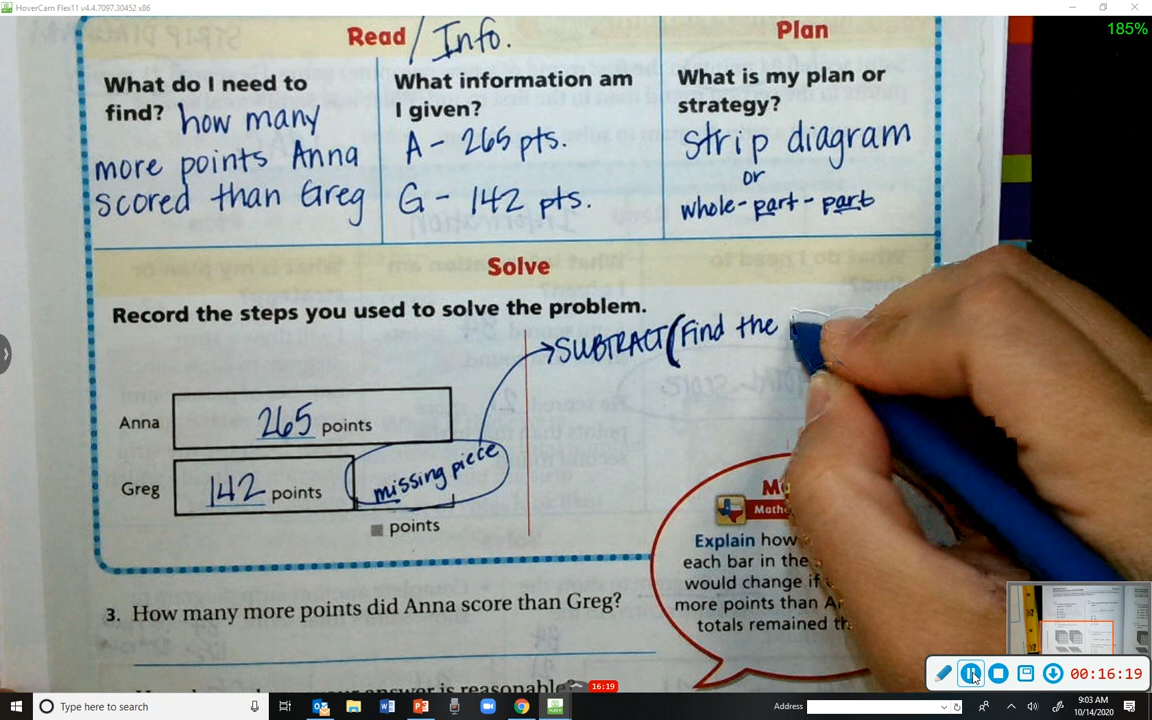 HoverCam Flex11 v4.4.7097.30452 x86
185%
Read / Info.
Plan
What do I need to
find? how many
more points Anna
scored than Greg
What information am
I given?
A - 265 pts.
G - 142 pts.
What is my plan or
strategy?
strip diagram
or
whole-part-part
Solve
Record the steps you used to solve the problem.
→SUBTRACT (Find the
Anna
265 points
Greg
142 points
missing piece
points
Explain how
each bar in the
would change if
more points than
totals remained
3. How many more points did Anna score than Greg?
answer is reasonable
00:16:19
16:19
Type here to search
Address
9:03 AM
10/14/2020